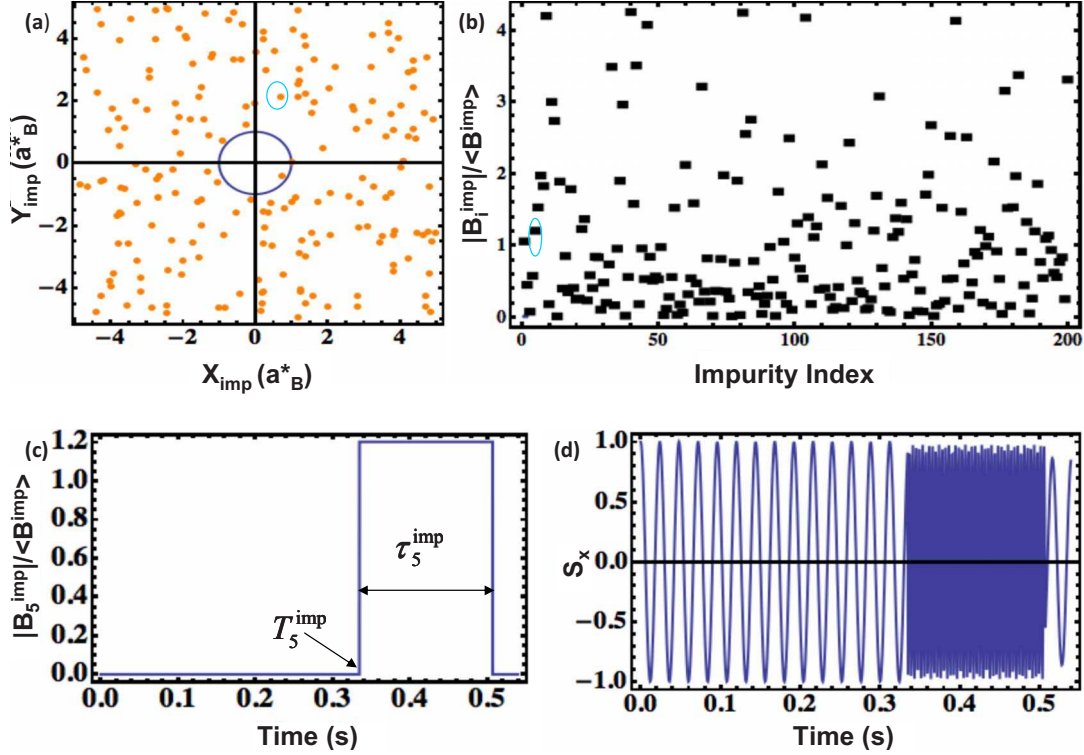 (a)
4
2
0
−2
−4
Y_imp (a*_B)
−4 −2 0 2 4
X_imp (a*_B)
(b)
4
3
2
1
0
|B_i^imp|/<B^imp>
0 50 100 150 200
Impurity Index
(c)
1.2
1.0
0.8
0.6
0.4
0.2
0.0
|B_5^imp|/<B^imp>
τ_5^imp
T_5^imp
0.0 0.1 0.2 0.3 0.4 0.5
Time (s)
(d)
1.0
0.5
0.0
−0.5
−1.0
S_x
0.0 0.1 0.2 0.3 0.4 0.5
Time (s)